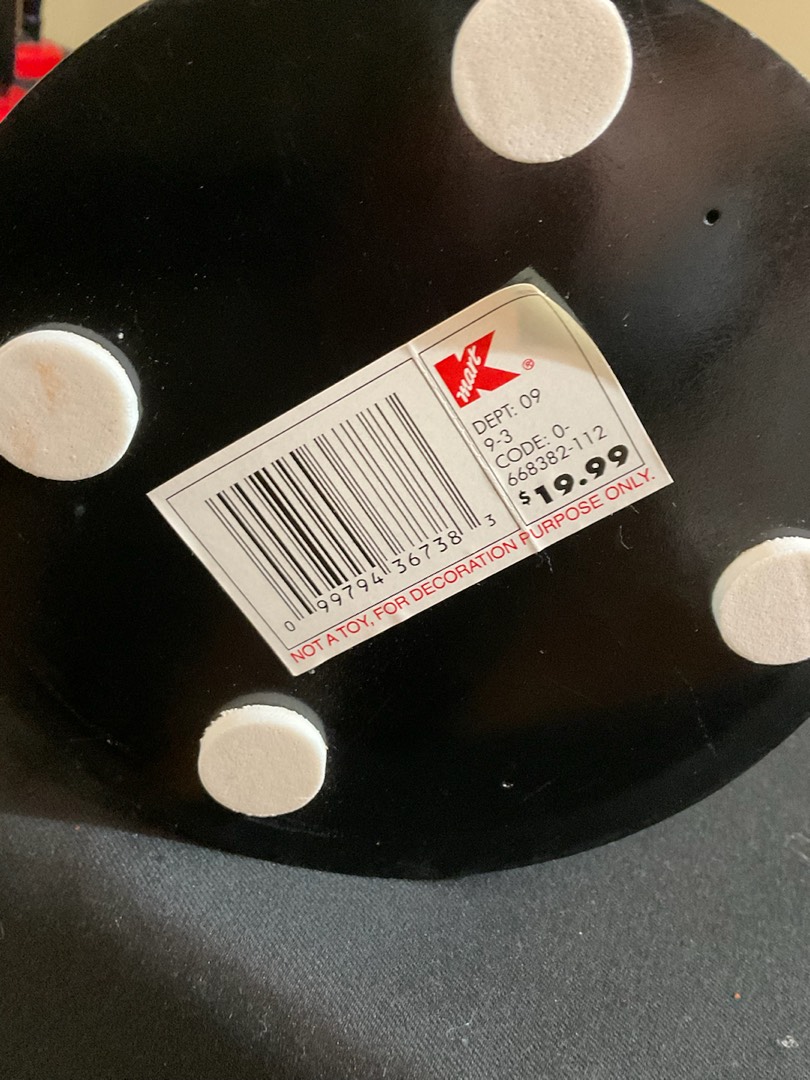 K
mart ®
DEPT: 09
9-3
CODE: 0-
668382-112
$19.99
0 99794 36738 3
NOT A TOY, FOR DECORATION PURPOSE ONLY.